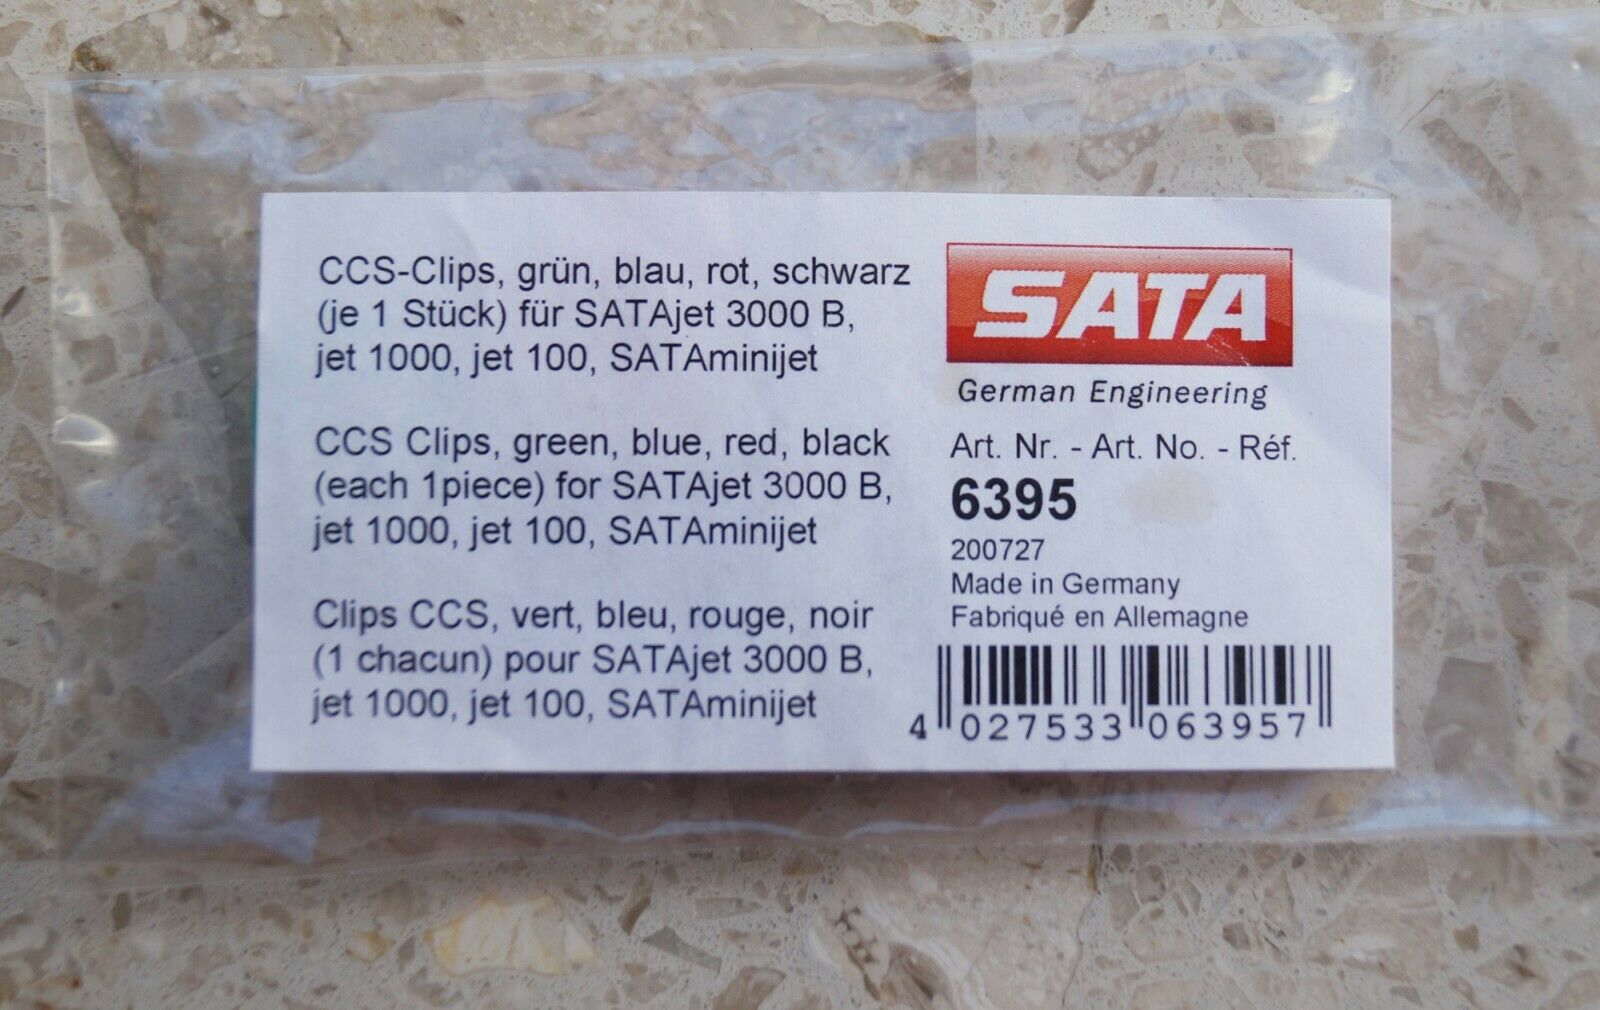 CCS-Clips, grün, blau, rot, schwarz
(je 1 Stück) für SATAjet 3000 B,
jet 1000, jet 100, SATAminijet
CCS Clips, green, blue, red, black
(each 1piece) for SATAjet 3000 B,
jet 1000, jet 100, SATAminijet
Clips CCS, vert, bleu, rouge, noir
(1 chacun) pour SATAjet 3000 B,
jet 1000, jet 100, SATAminijet
SATA
German Engineering
Art. Nr. - Art. No. - Réf.
6395
200727
Made in Germany
Fabriqué en Allemagne
4 027533 063957